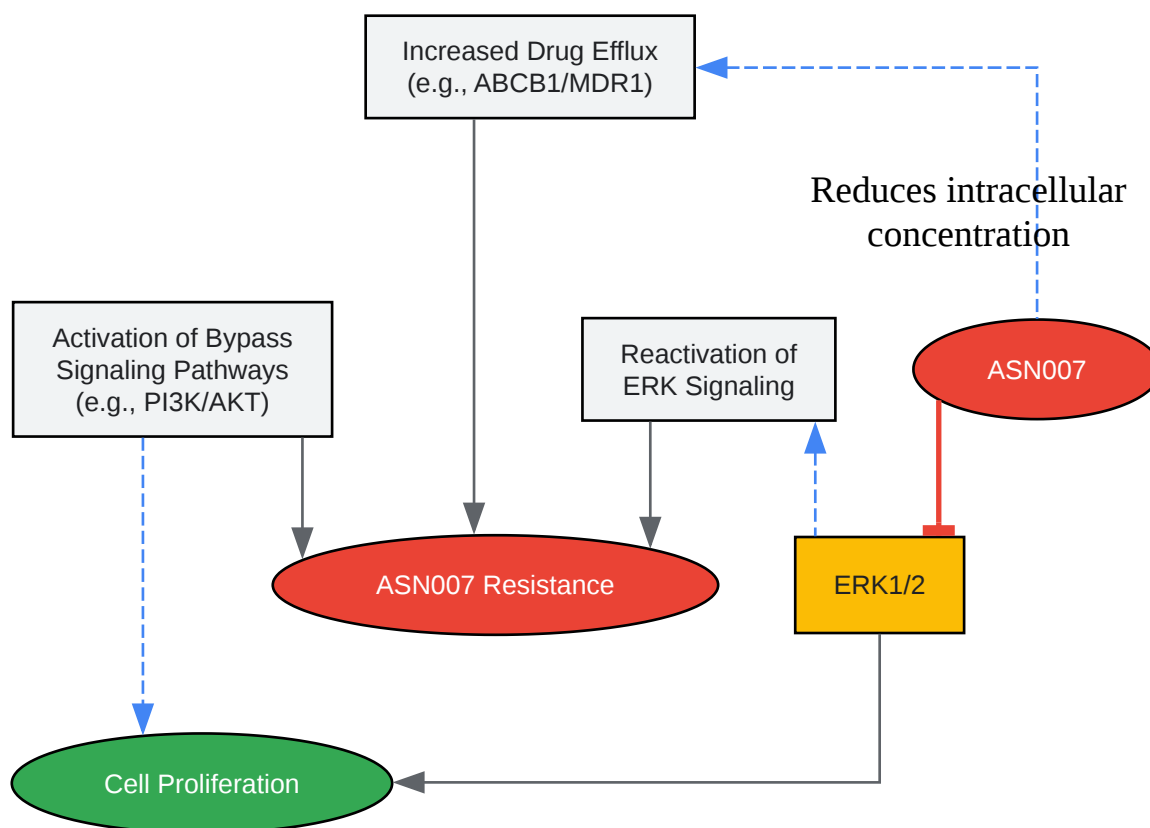 Increased Drug Efflux
(e.g., ABCB1/MDR1)
Reduces intracellular
concentration
Activation of Bypass
Signaling Pathways
(e.g., PI3K/AKT)
Reactivation of
ERK Signaling
ASN007
ASN007 Resistance
ERK1/2
Cell Proliferation